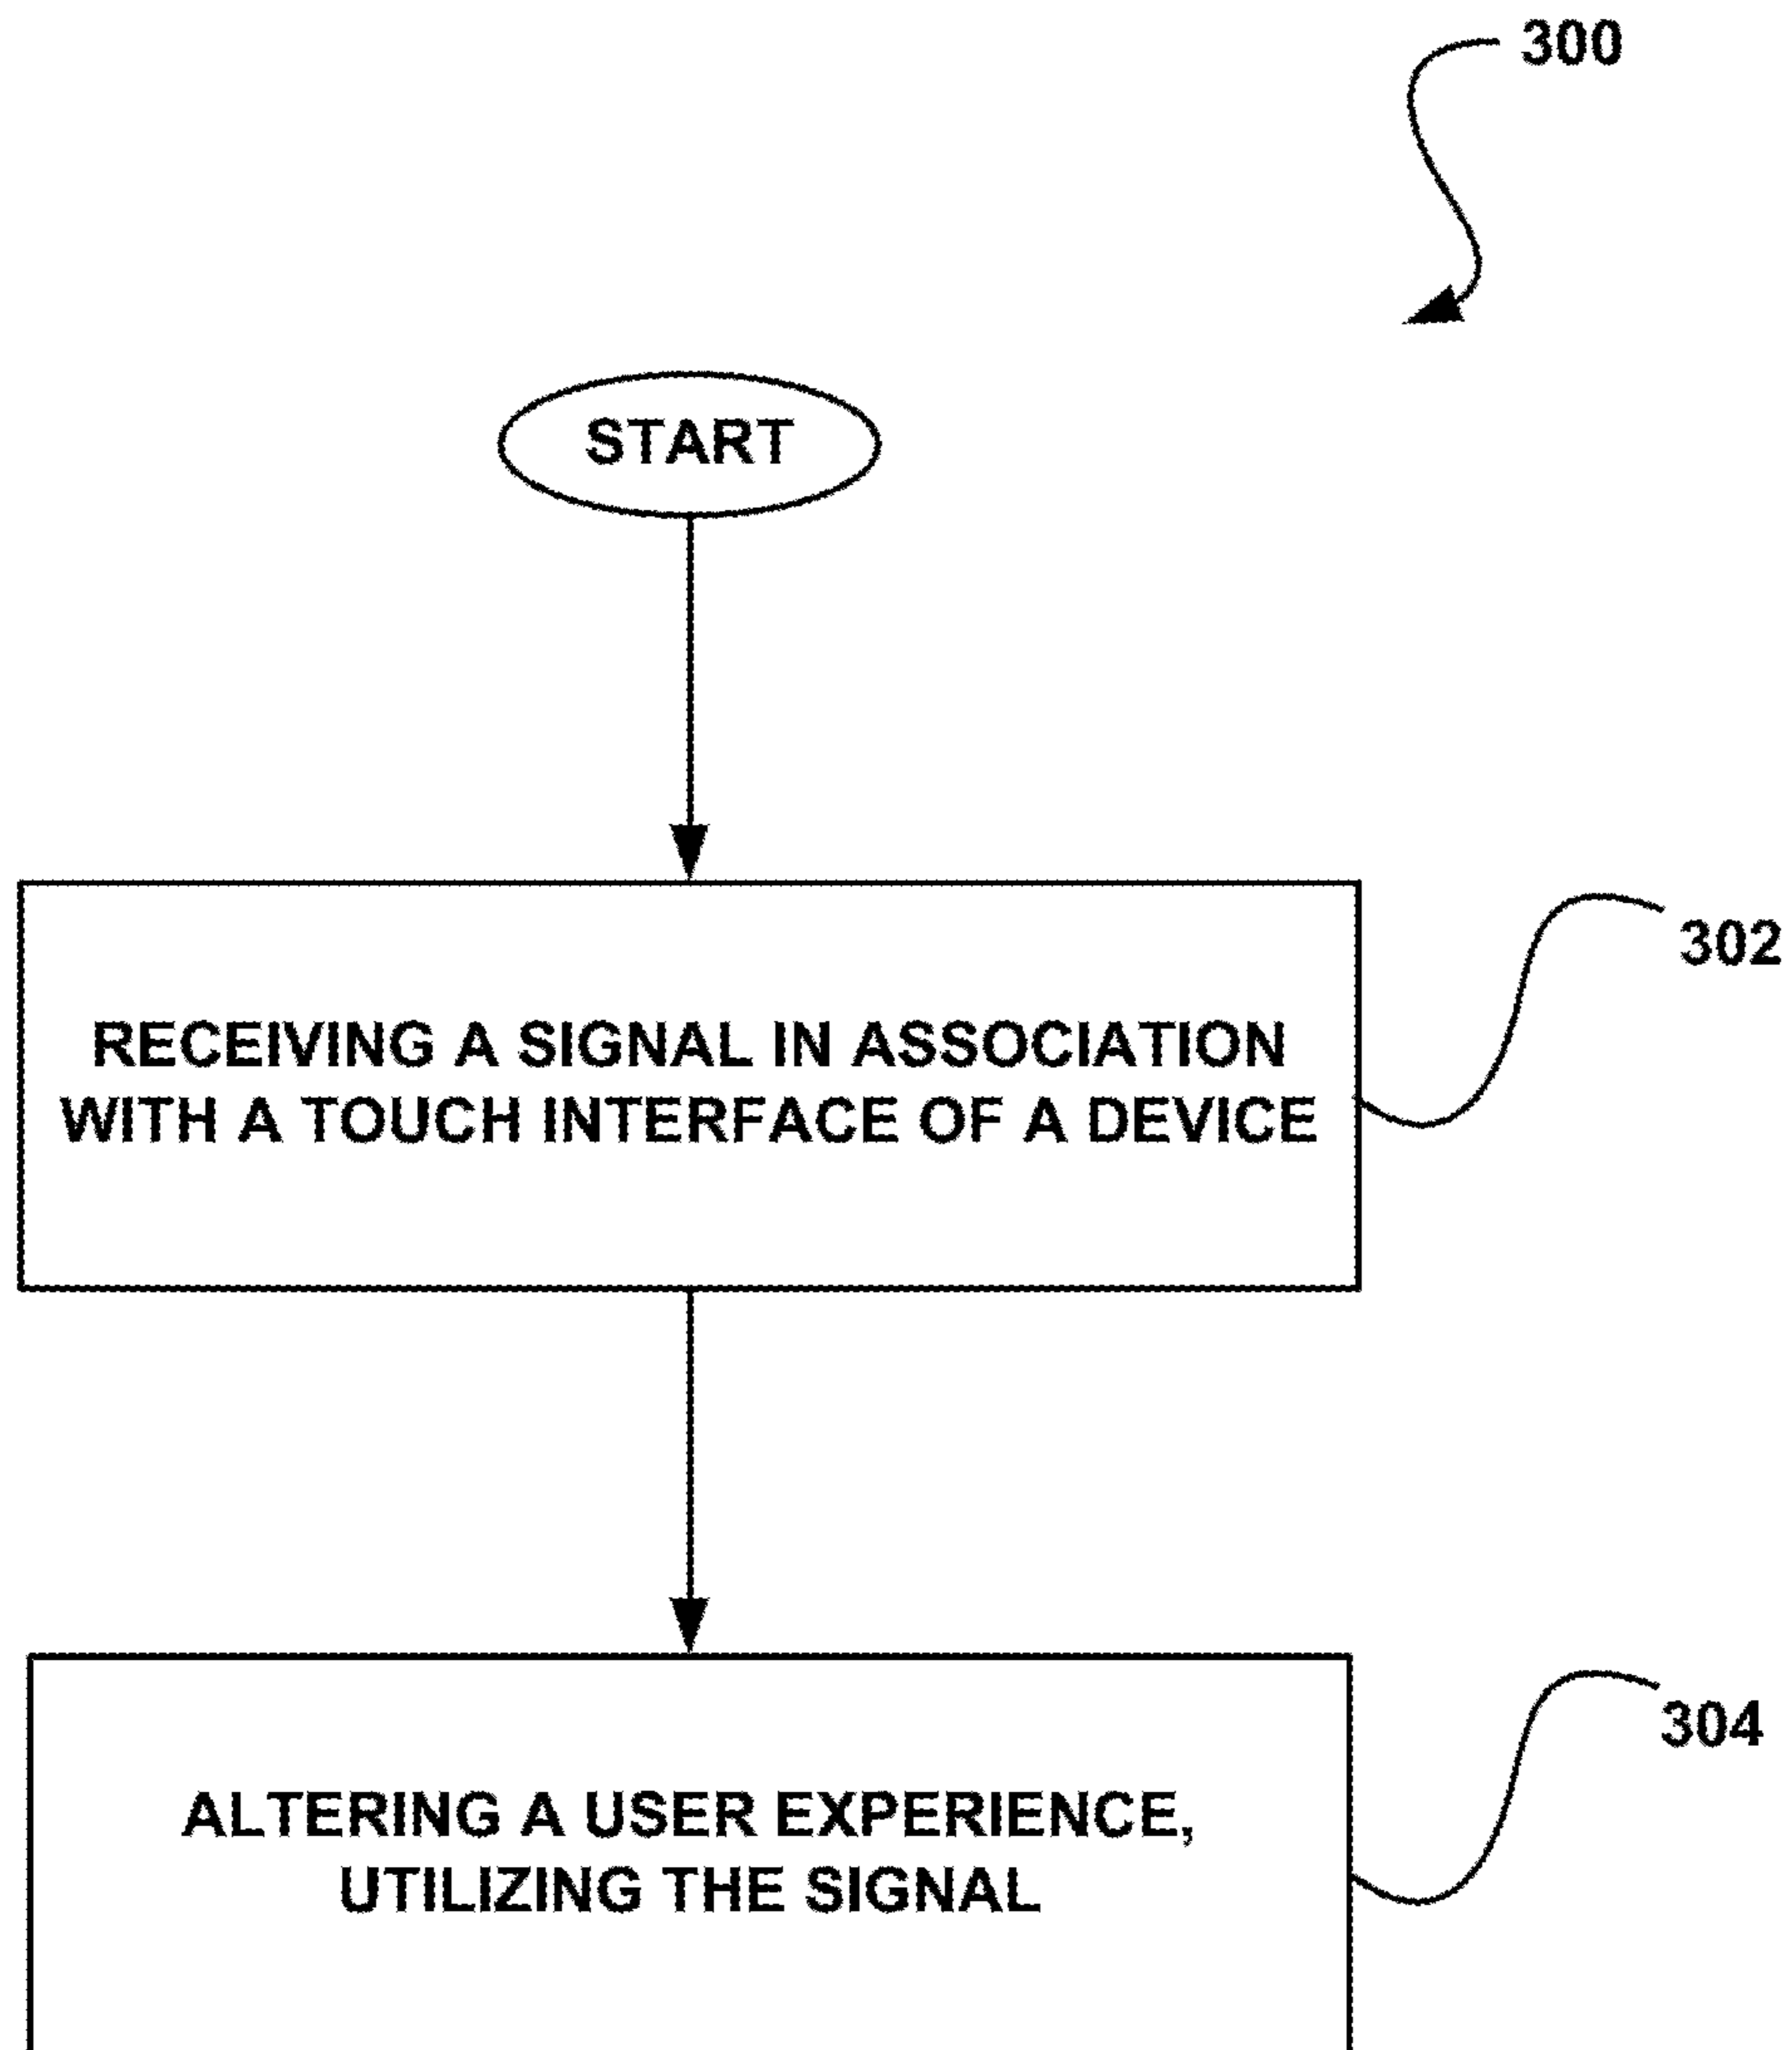 300
START
302
RECEIVING A SIGNAL IN ASSOCIATION
WITH A TOUCH INTERFACE OF A DEVICE
304
ALTERING A USER EXPERIENCE,
UTILIZING THE SIGNAL